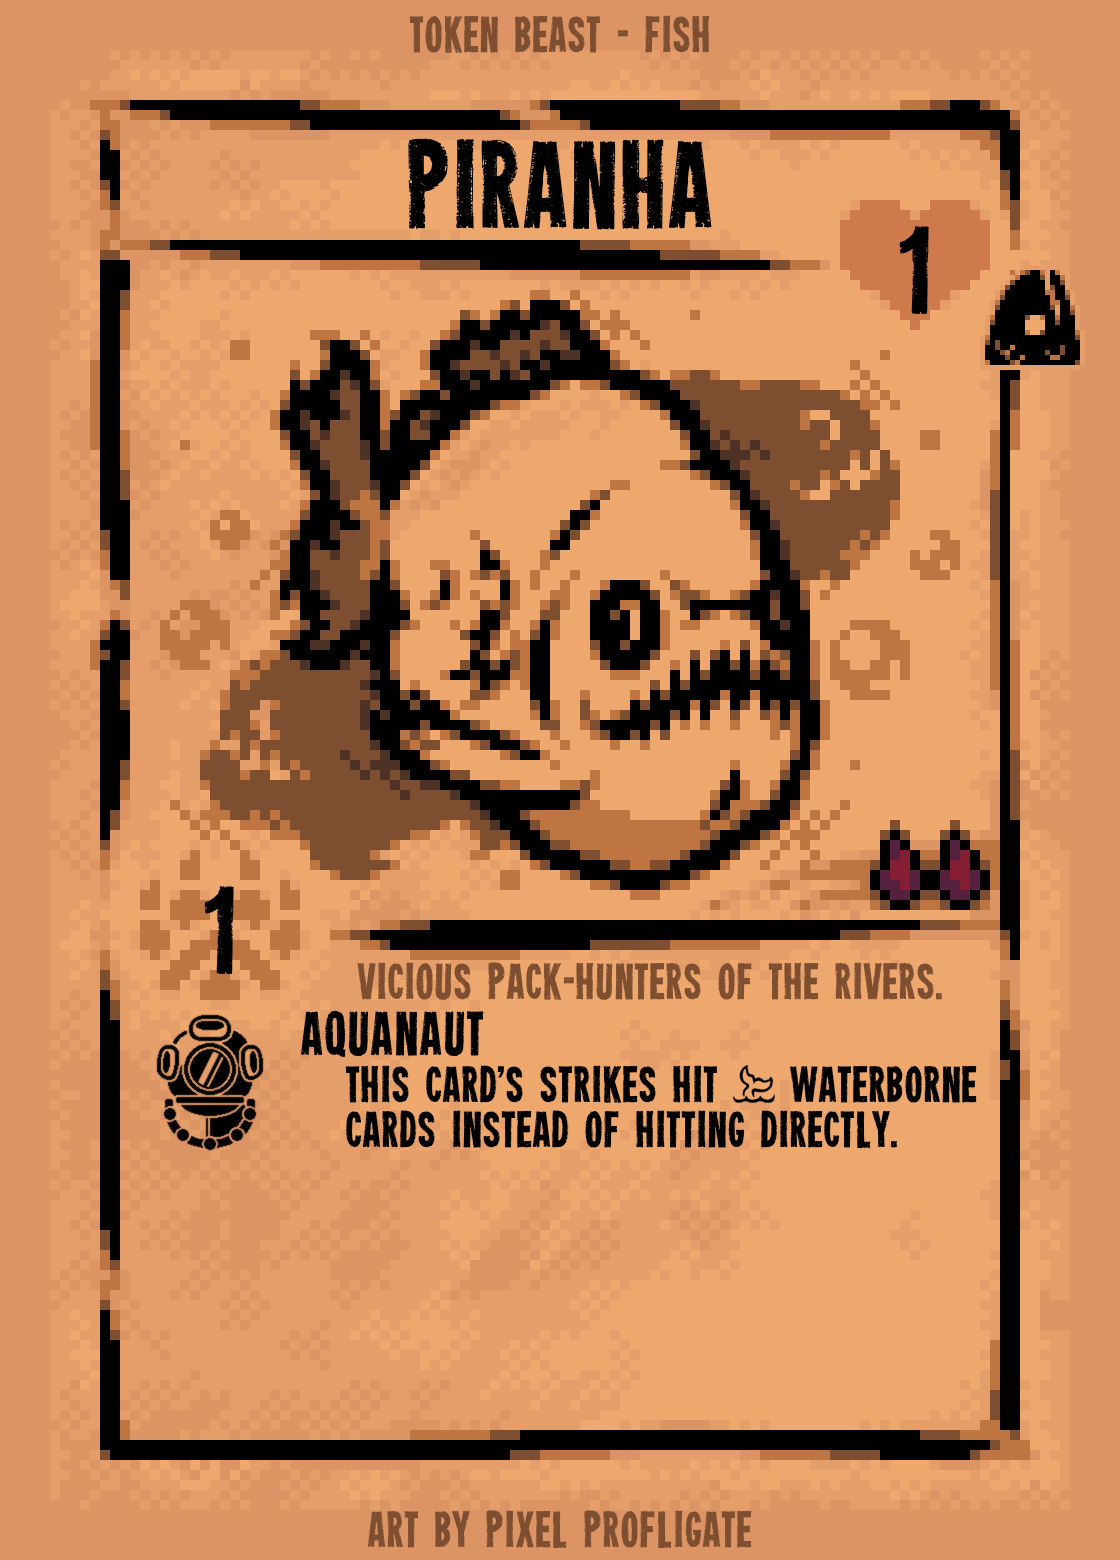 TOKEN BEAST - FISH
PIRANHA
1
1
VICIOUS PACK-HUNTERS OF THE RIVERS.
AQUANAUT
THIS CARD'S STRIKES HIT WATERBORNE
CARDS INSTEAD OF HITTING DIRECTLY.
ART BY PIXEL PROFLIGATE